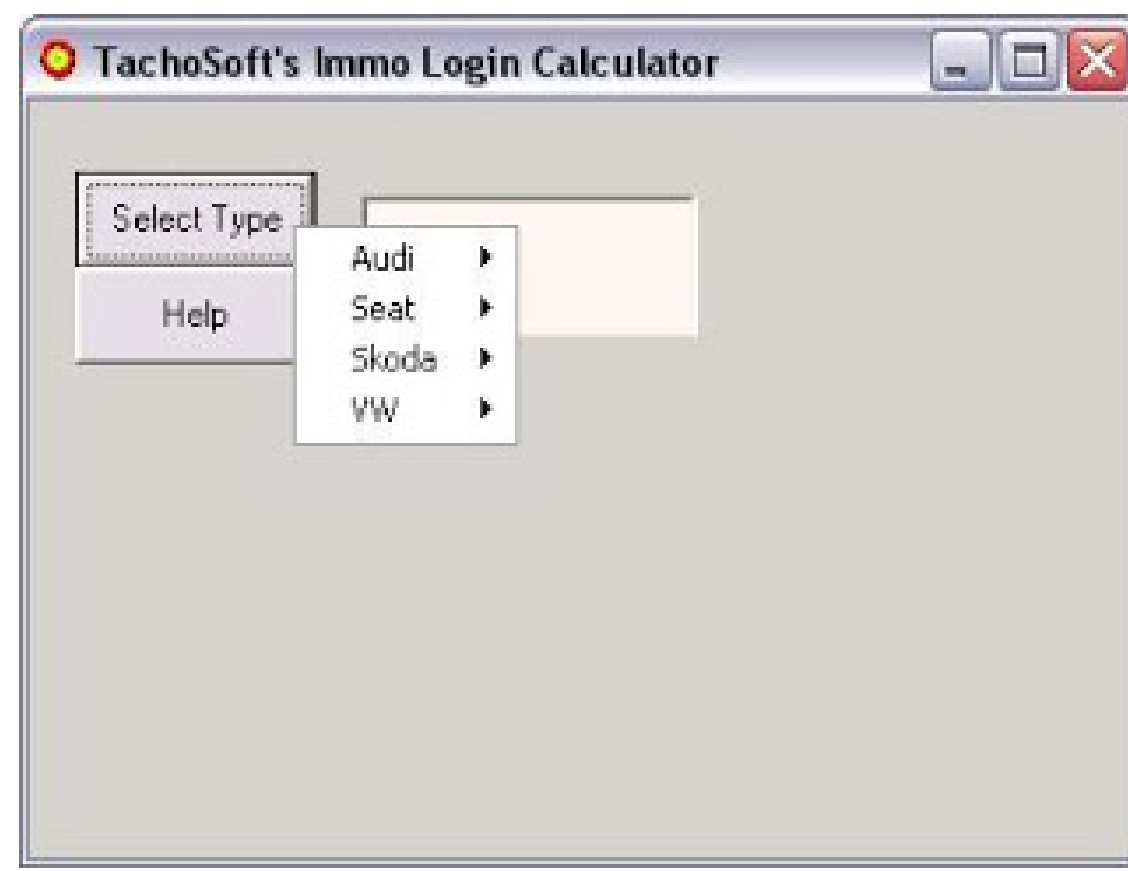 TachoSoft's Immo Login Calculator
Select Type
Help
Audi
Seat
Skoda
VW